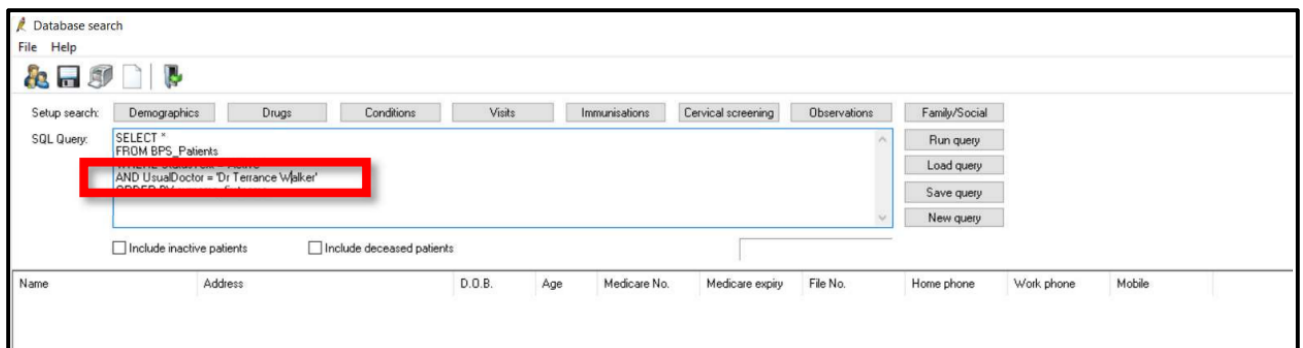 Database search
File Help
Setup search: Demographics Drugs Conditions Visits Immunisations Cervical screening Observations Family/Social
SQL Query:
SELECT *
FROM BPS_Patients
AND UsualDoctor = 'Dr Terrance Walker'
ORDER BY
Run query
Load query
Save query
New query
Include inactive patients Include deceased patients
Name Address D.O.B. Age Medicare No. Medicare expiry File No. Home phone Work phone Mobile